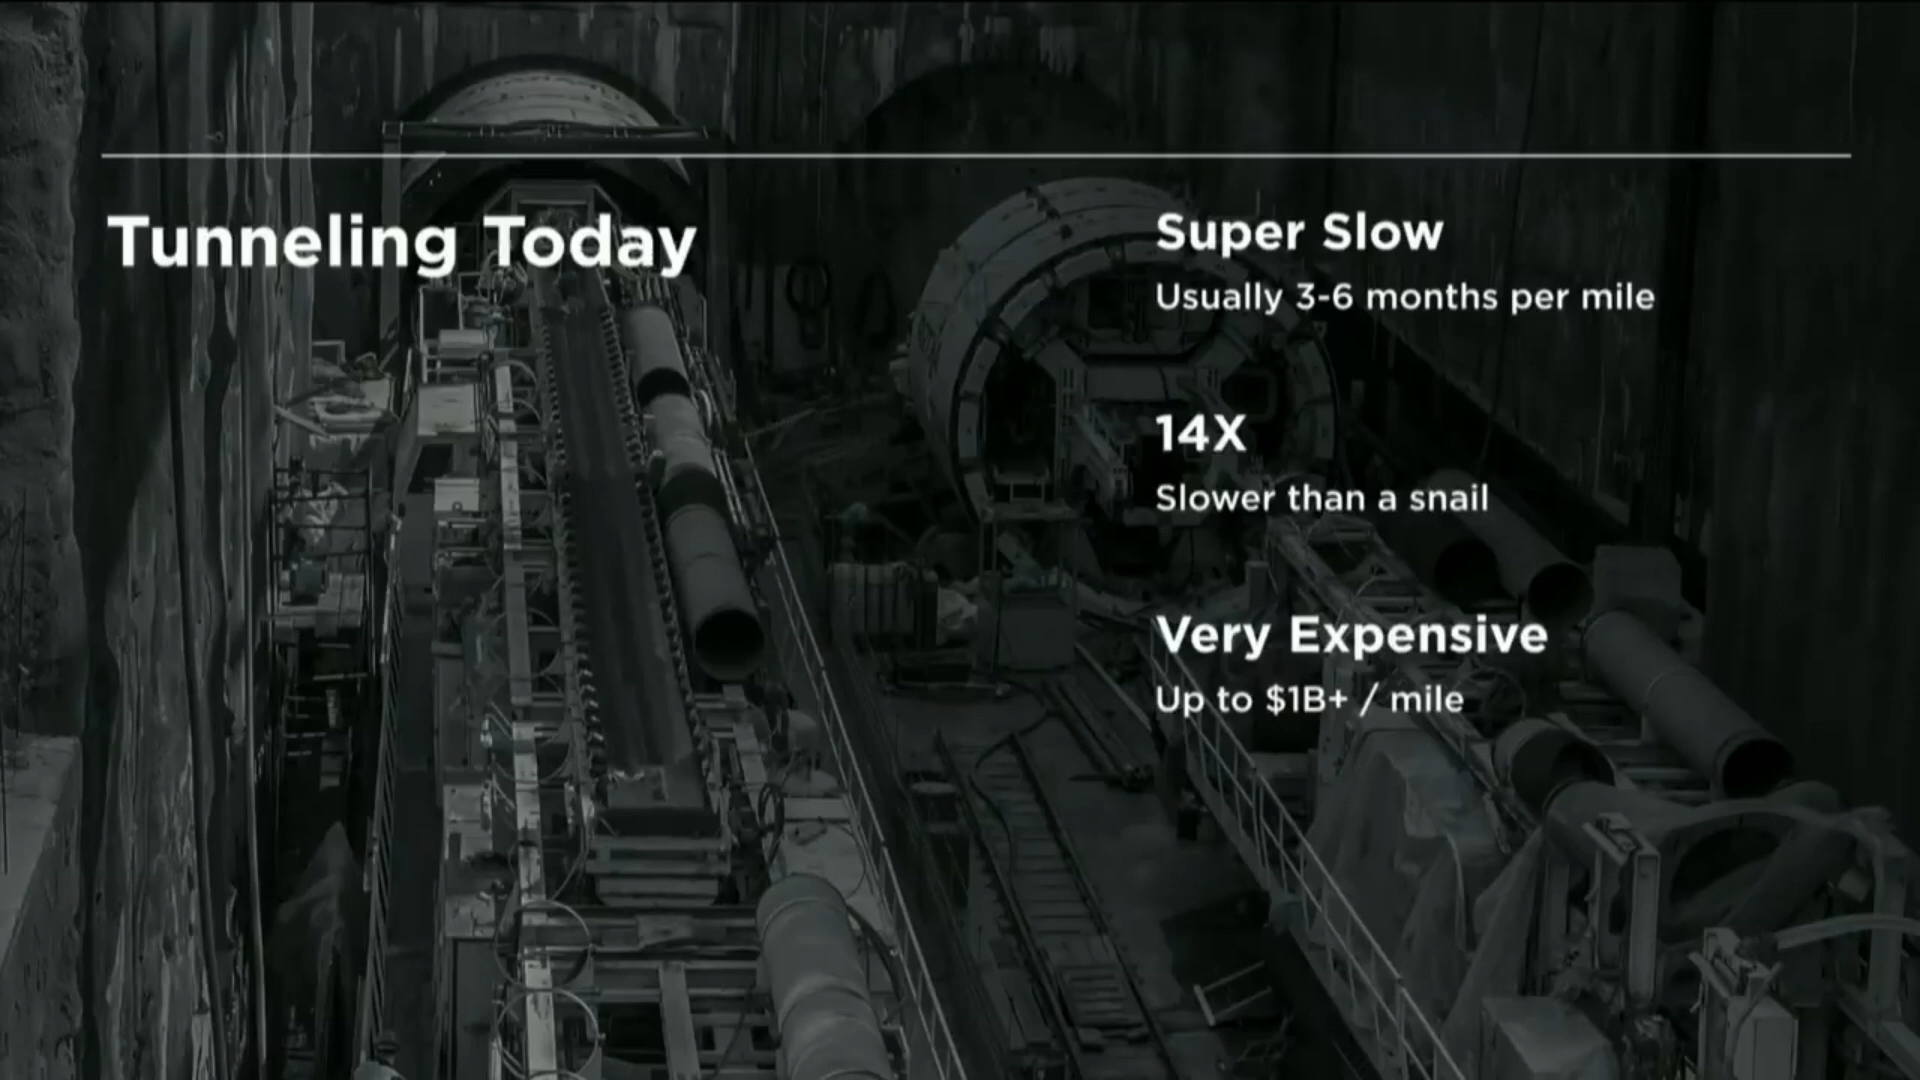 Tunneling Today
Super Slow
Usually 3-6 months per mile
14X
Slower than a snail
Very Expensive
Up to $1B+ / mile